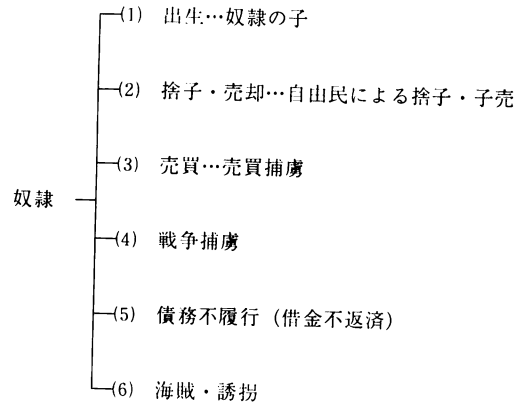 (1) 出生…奴隷の子
(2) 捨子・売却…自由民による捨子・子売
(3) 売買…売買捕虜
奴隷
(4) 戦争捕虜
(5) 債務不履行（借金不返済）
(6) 海賊・誘拐